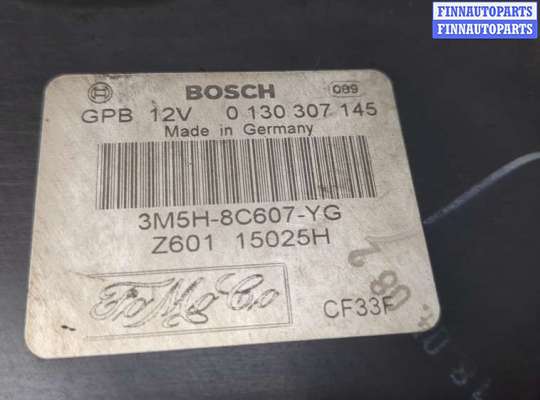 FINNAUTOPARTS
FINNAUTOPARTS
BOSCH 089
GPB 12V 0 130 307 145
Made in Germany
3M5H-8C607-YG
Z601 15025H
FoMoCo
CF33F